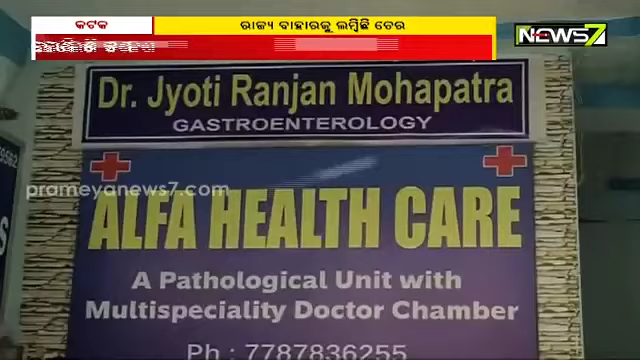 କଟକ
ରାଜ୍ୟ ବାହାରକୁ ଲମ୍ବିଛି ଡେର
NEWS7
Dr. Jyoti Ranjan Mohapatra
GASTROENTEROLOGY
prameyanews7.com
ALFA HEALTH CARE
A Pathological Unit with
Multispeciality Doctor Chamber
Ph : 7787836255